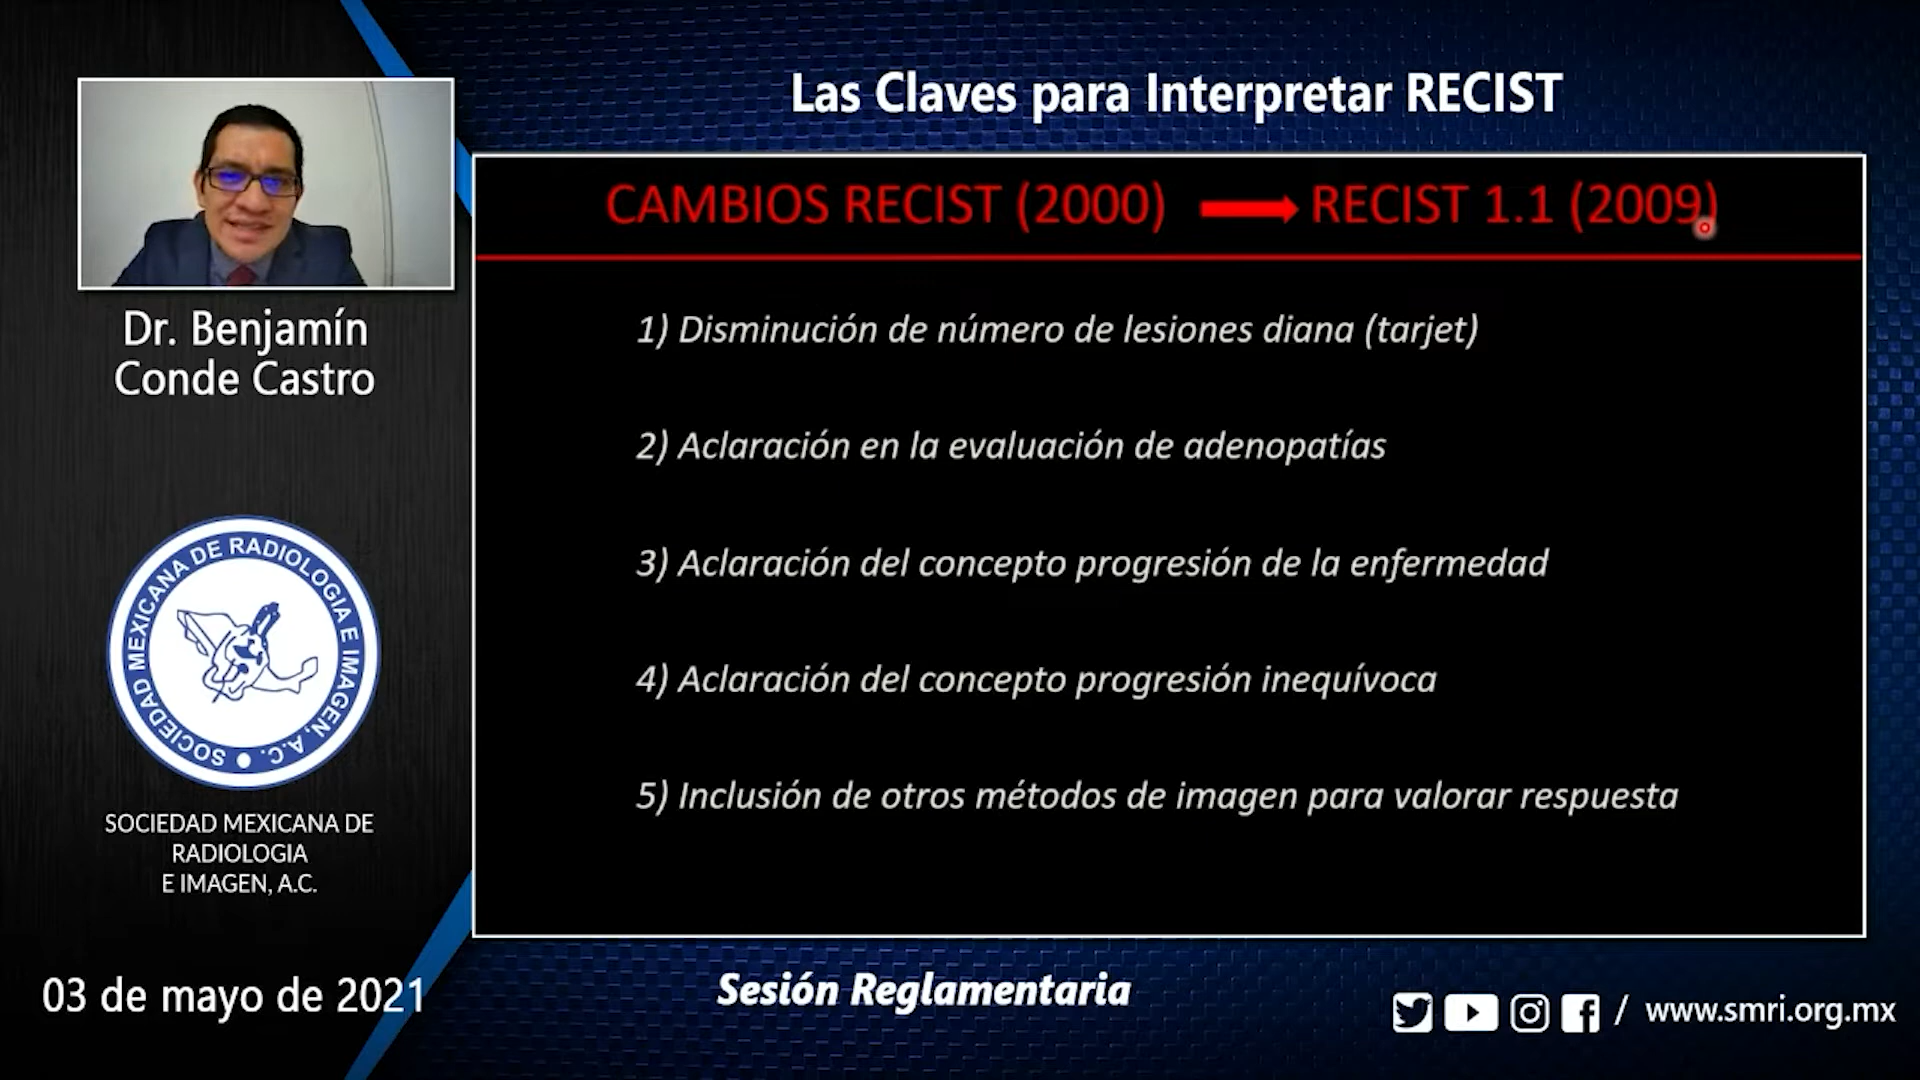 Las Claves para Interpretar RECIST
CAMBIOS RECIST (2000) RECIST 1.1 (2009)
1) Disminución de número de lesiones diana (tarjet)
2) Aclaración en la evaluación de adenopatías
3) Aclaración del concepto progresión de la enfermedad
4) Aclaración del concepto progresión inequívoca
5) Inclusión de otros métodos de imagen para valorar respuesta
Dr. Benjamín
Conde Castro
SOCIEDAD MEXICANA DE RADIOLOGIA E IMAGEN, A.C.
SOCIEDAD MEXICANA DE
RADIOLOGIA
E IMAGEN, A.C.
03 de mayo de 2021
Sesión Reglamentaria
/ www.smri.org.mx